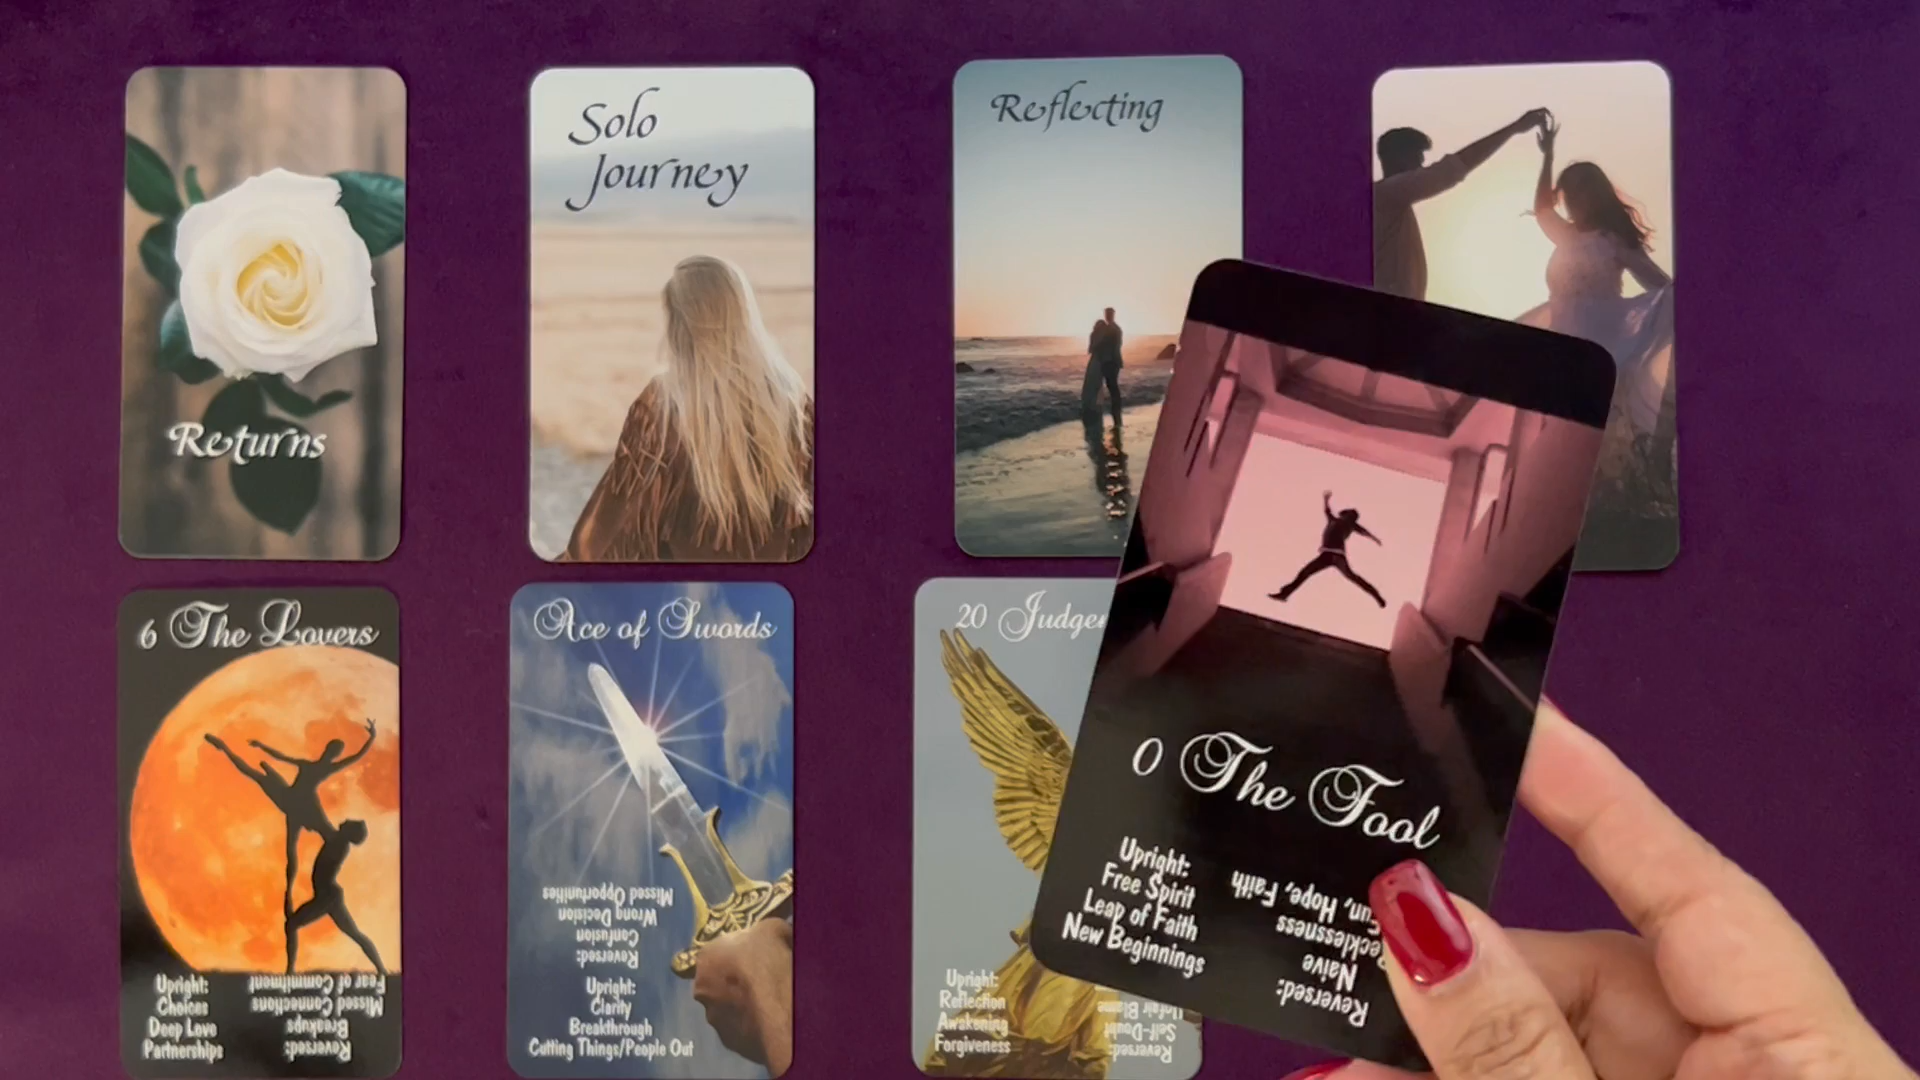 Returns
Solo
Journey
Reflecting
6 The Lovers
Upright:
Choices
Deep Love
Partnerships
Reversed:
Breakups
Missed Connections
Fear of Commitment
Ace of Swords
Reversed:
Confusion
Wrong Decision
Missed Opportunities
Upright:
Clarity
Breakthrough
Cutting Things/People Out
20
Upright:
Reflection
Awakening
Forgiveness
Reversed:
Self-Doubt
Unfair Blame
0 The Fool
Upright:
Free Spirit
Leap of Faith
New Beginnings
Reversed:
Naive
Recklessness
Fun, Hope, Faith